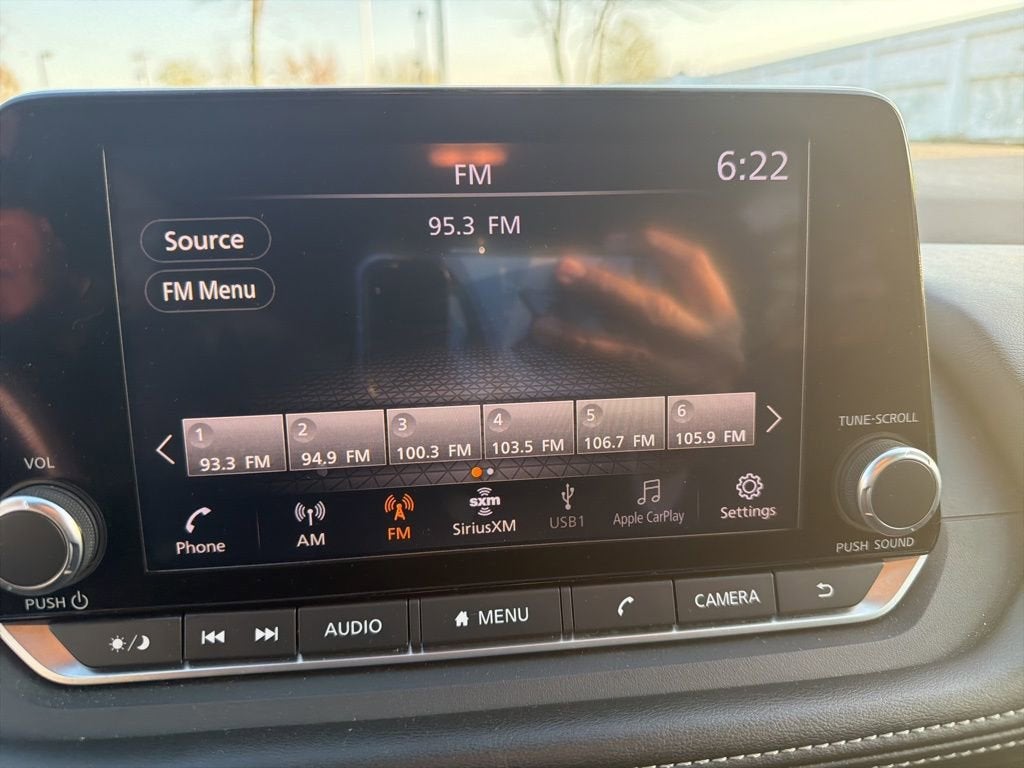 FM
6:22
95.3 FM
Source
FM Menu
1
93.3 FM
2
94.9 FM
3
100.3 FM
4
103.5 FM
5
106.7 FM
6
105.9 FM
Phone
AM
FM
sxm
SiriusXM
USB1
Apple CarPlay
Settings
VOL
PUSH
TUNE·SCROLL
PUSH SOUND
AUDIO
MENU
CAMERA